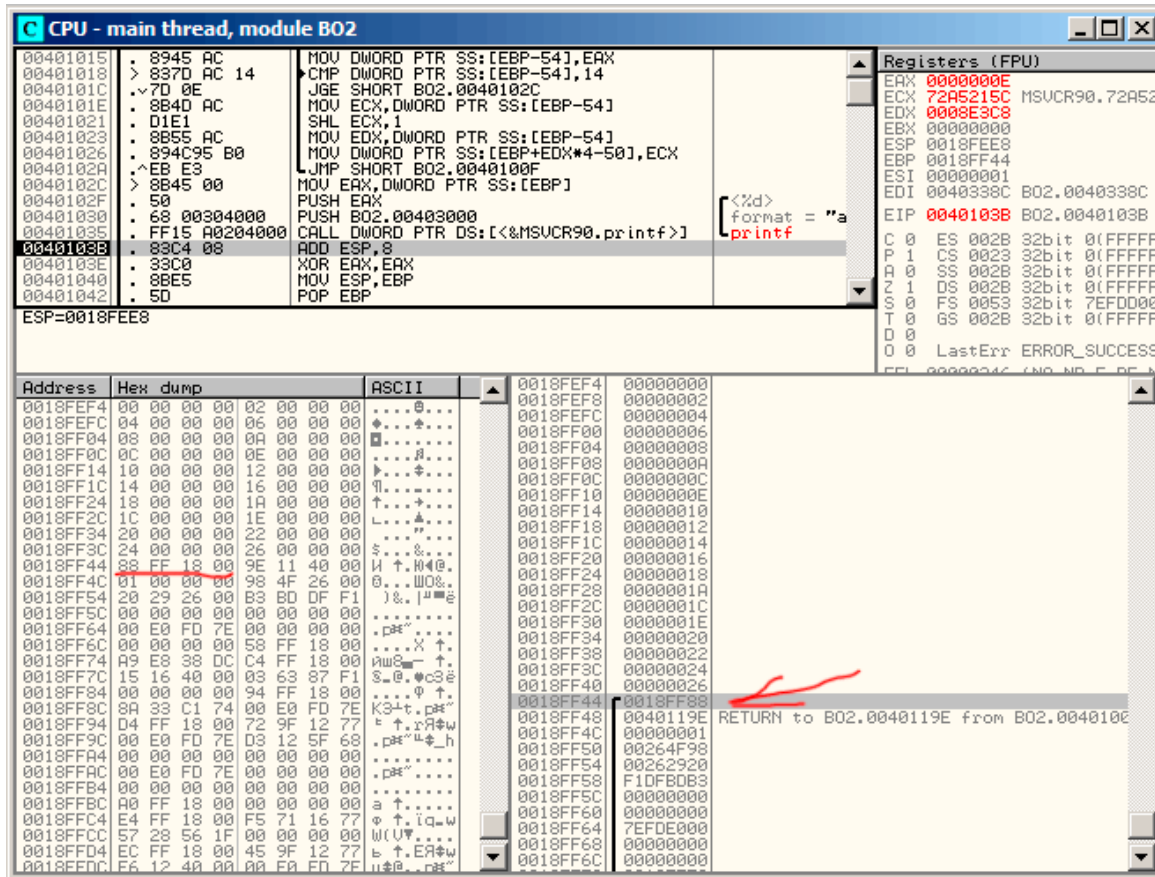 C CPU - main thread, module BO2
00401015 . 8945 AC MOV DWORD PTR SS:[EBP-54],EAX
00401018 > 837D AC 14 CMP DWORD PTR SS:[EBP-54],14
0040101C . 7D 0E JGE SHORT BO2.0040102C
0040101E . 8B4D AC MOV ECX,DWORD PTR SS:[EBP-54]
00401021 . D1E1 SHL ECX,1
00401023 . 8B55 AC MOV EDX,DWORD PTR SS:[EBP-54]
00401026 . 894C95 B0 MOV DWORD PTR SS:[EBP+EDX*4-50],ECX
0040102A .^EB E3 JMP SHORT BO2.0040100F
0040102C > 8B45 00 MOV EAX,DWORD PTR SS:[EBP]
0040102F . 50 PUSH EAX <%d>
00401030 . 68 00304000 PUSH BO2.00403000 format = "a
00401035 . FF15 A0204000 CALL DWORD PTR DS:[<&MSVCR90.printf>] printf
0040103B . 83C4 08 ADD ESP,8
0040103E . 33C0 XOR EAX,EAX
00401040 . 8BE5 MOV ESP,EBP
00401042 . 5D POP EBP
ESP=0018FEE8
Registers (FPU)
EAX 0000000E
ECX 72A5215C MSVCR90.72A52
EDX 0008E3C8
EBX 00000000
ESP 0018FEE8
EBP 0018FF44
ESI 00000001
EDI 0040338C BO2.0040338C
EIP 0040103B BO2.0040103B
C 0 ES 002B 32bit 0(FFFFF
P 1 CS 0023 32bit 0(FFFFF
A 0 SS 002B 32bit 0(FFFFF
Z 1 DS 002B 32bit 0(FFFFF
S 0 FS 0053 32bit 7EFDD00
T 0 GS 002B 32bit 0(FFFFF
D 0
O 0 LastErr ERROR_SUCCESS
Address Hex dump ASCII
0018FEF4 00 00 00 00 02 00 00 00
0018FEFC 04 00 00 00 06 00 00 00
0018FF04 08 00 00 00 0A 00 00 00
0018FF0C 0C 00 00 00 0E 00 00 00
0018FF14 10 00 00 00 12 00 00 00
0018FF1C 14 00 00 00 16 00 00 00
0018FF24 18 00 00 00 1A 00 00 00
0018FF2C 1C 00 00 00 1E 00 00 00
0018FF34 20 00 00 00 22 00 00 00
0018FF3C 24 00 00 00 26 00 00 00
0018FF44 88 FF 18 00 9E 11 40 00
0018FF4C 01 00 00 00 98 4F 26 00
0018FF54 20 29 26 00 B3 BD DF F1
0018FF5C 00 00 00 00 00 00 00 00
0018FF64 00 E0 FD 7E 00 00 00 00
0018FF6C 00 00 00 00 58 FF 18 00
0018FF74 A9 E8 38 DC C4 FF 18 00
0018FF7C 15 16 40 00 03 63 87 F1
0018FF84 00 00 00 00 94 FF 18 00
0018FF8C 8A 33 C1 74 00 E0 FD 7E
0018FF94 D4 FF 18 00 72 9F 12 77
0018FF9C 00 E0 FD 7E D3 12 5F 68
0018FFA4 00 00 00 00 00 00 00 00
0018FFAC 00 E0 FD 7E 00 00 00 00
0018FFB4 00 00 00 00 00 00 00 00
0018FFBC A0 FF 18 00 00 00 00 00
0018FFC4 E4 FF 18 00 F5 71 16 77
0018FFCC 57 28 56 1F 00 00 00 00
0018FFD4 EC FF 18 00 45 9F 12 77
0018FEF4 00000000
0018FEF8 00000002
0018FEFC 00000004
0018FF00 00000006
0018FF04 00000008
0018FF08 0000000A
0018FF0C 0000000C
0018FF10 0000000E
0018FF14 00000010
0018FF18 00000012
0018FF1C 00000014
0018FF20 00000016
0018FF24 00000018
0018FF28 0000001A
0018FF2C 0000001C
0018FF30 0000001E
0018FF34 00000020
0018FF38 00000022
0018FF3C 00000024
0018FF40 00000026
0018FF44 0018FF88
0018FF48 0040119E RETURN to BO2.0040119E from BO2.0040100
0018FF4C 00000001
0018FF50 00264F98
0018FF54 00262920
0018FF58 F1DFBDB3
0018FF5C 00000000
0018FF60 00000000
0018FF64 7EFDE000
0018FF68 00000000
0018FF6C 00000000